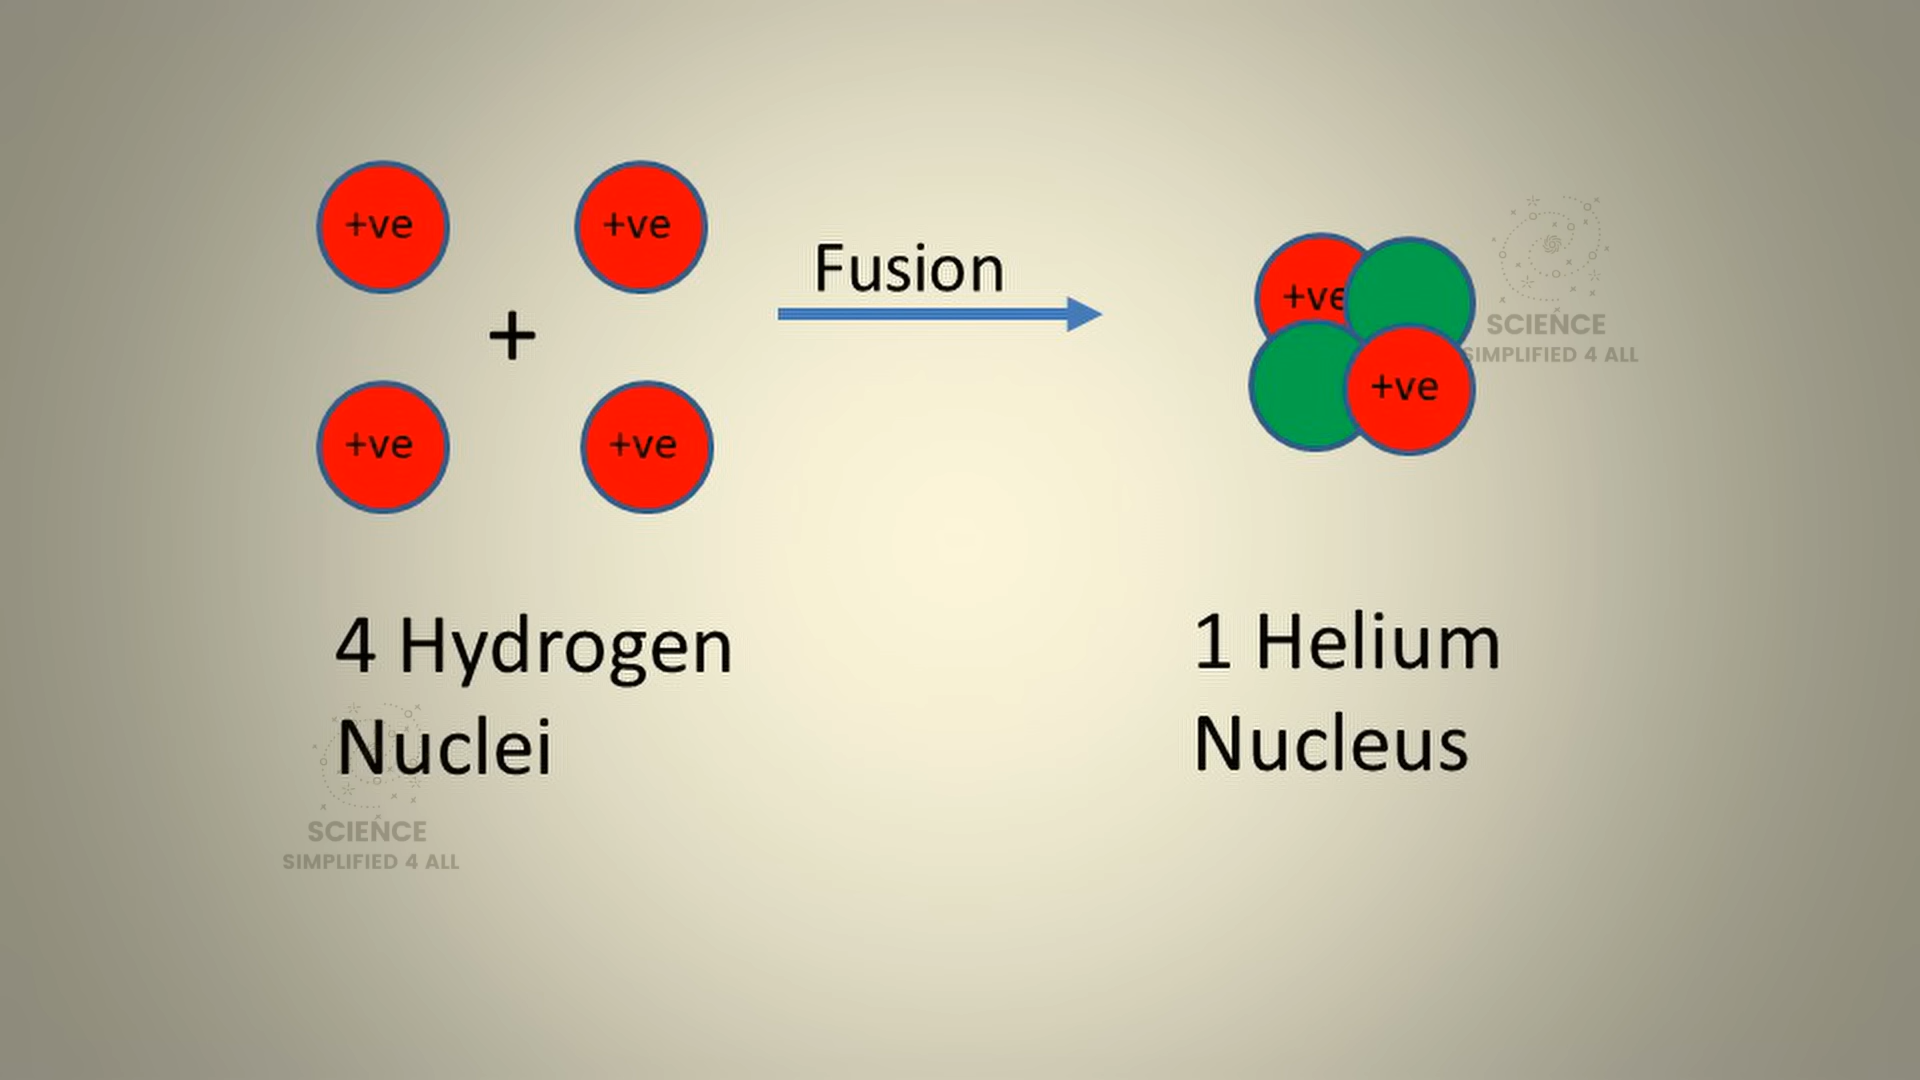 +ve
+ve
+
+ve
+ve
Fusion
+ve
+ve
4 Hydrogen
Nuclei
1 Helium
Nucleus
SCIENCE
SIMPLIFIED 4 ALL
SCIENCE
SIMPLIFIED 4 ALL